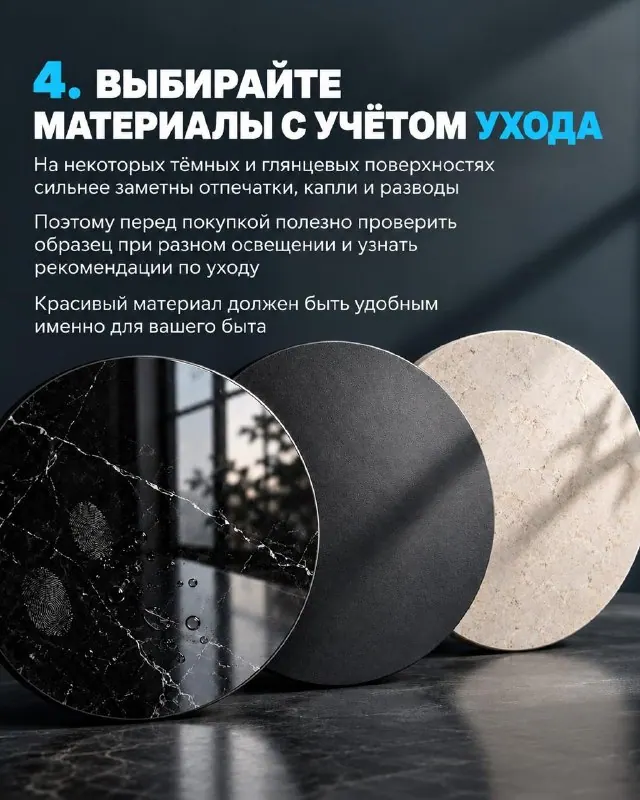 4. ВЫБИРАЙТЕ
МАТЕРИАЛЫ С УЧЁТОМ УХОДА
На некоторых тёмных и глянцевых поверхностях
сильнее заметны отпечатки, капли и разводы
Поэтому перед покупкой полезно проверить
образец при разном освещении и узнать
рекомендации по уходу
Красивый материал должен быть удобным
именно для вашего быта